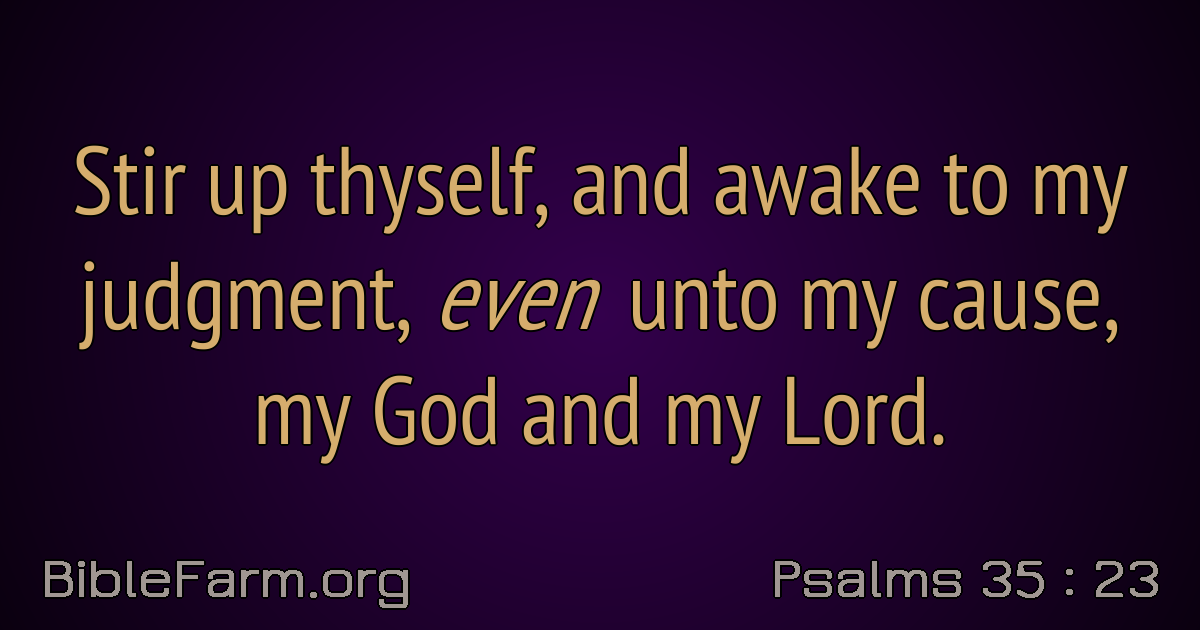 Stir up thyself, and awake to my
judgment, even unto my cause,
my God and my Lord.
BibleFarm.org
Psalms 35 : 23